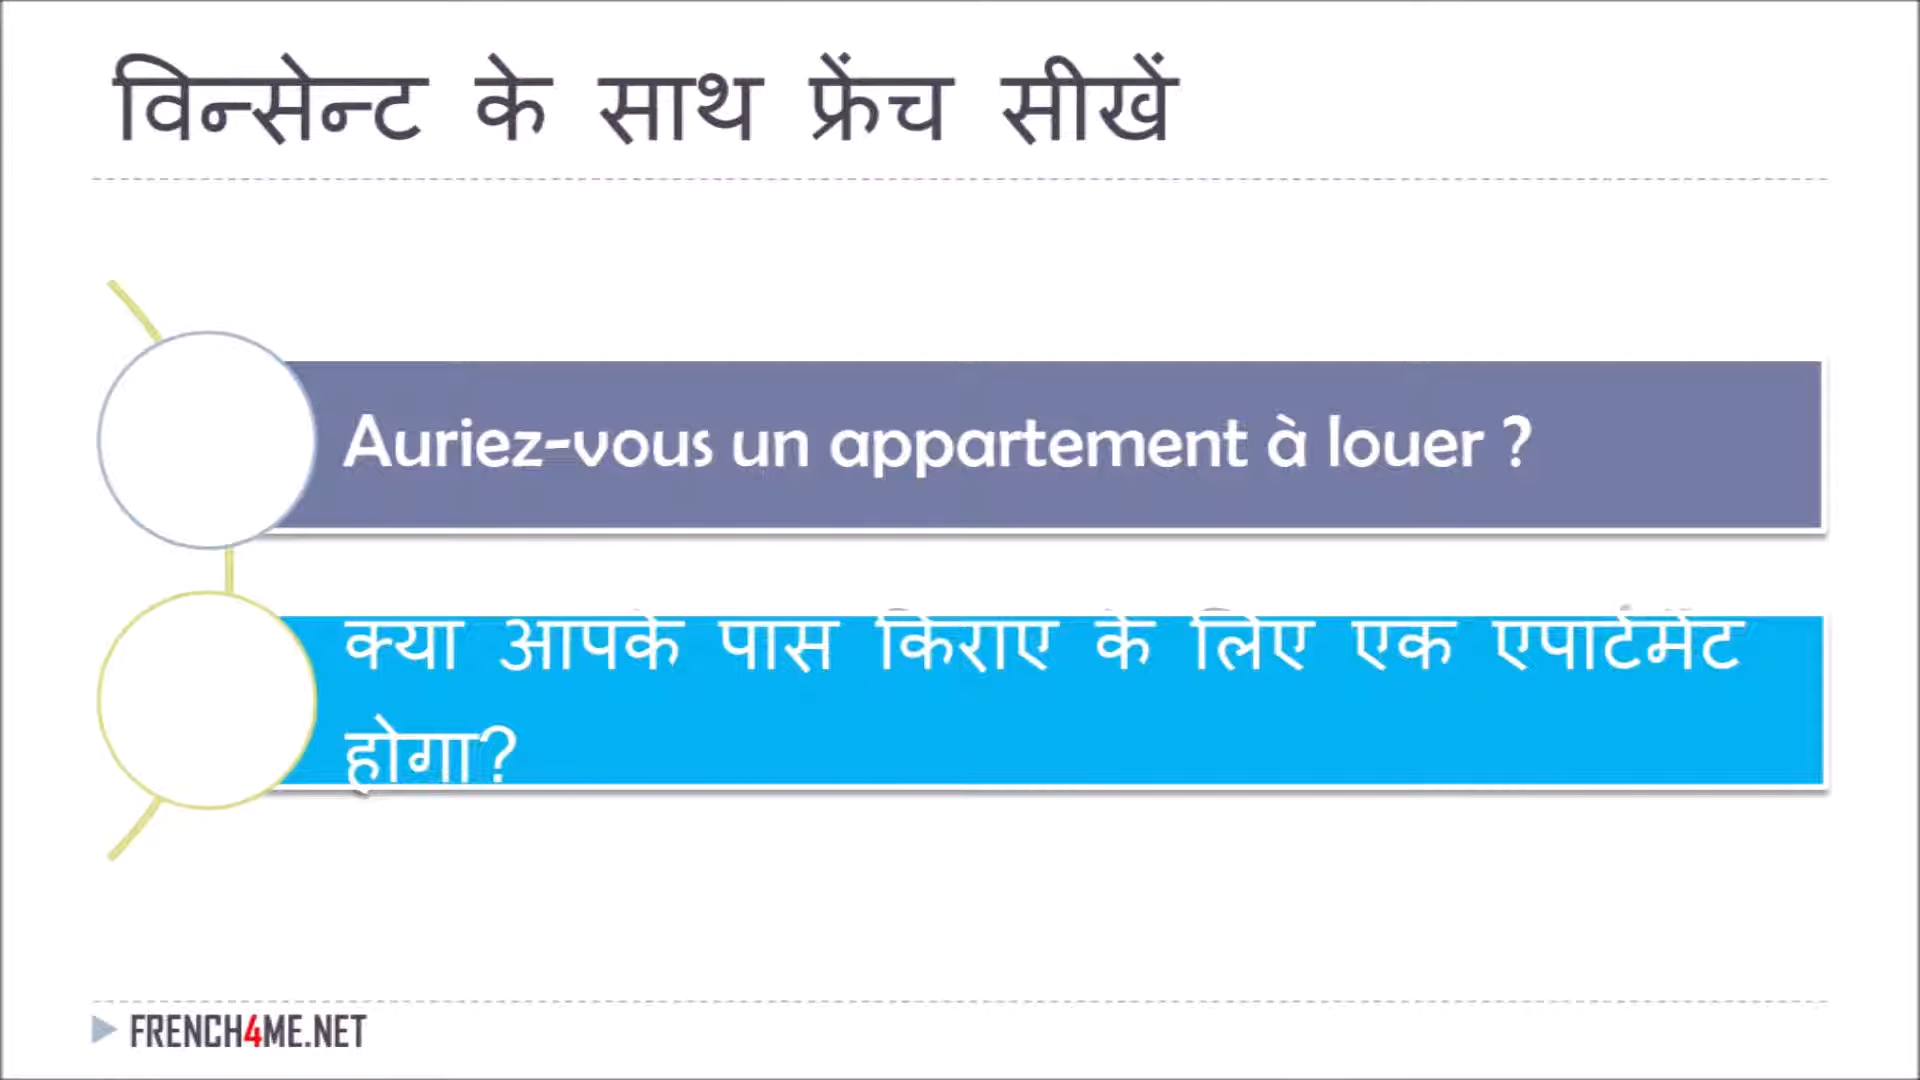 विन्सेन्ट के साथ फ्रेंच सीखें
Auriez-vous un appartement à louer ?
क्या आपके पास किराए के लिए एक एपार्टमेंट
होगा?
FRENCH4ME.NET